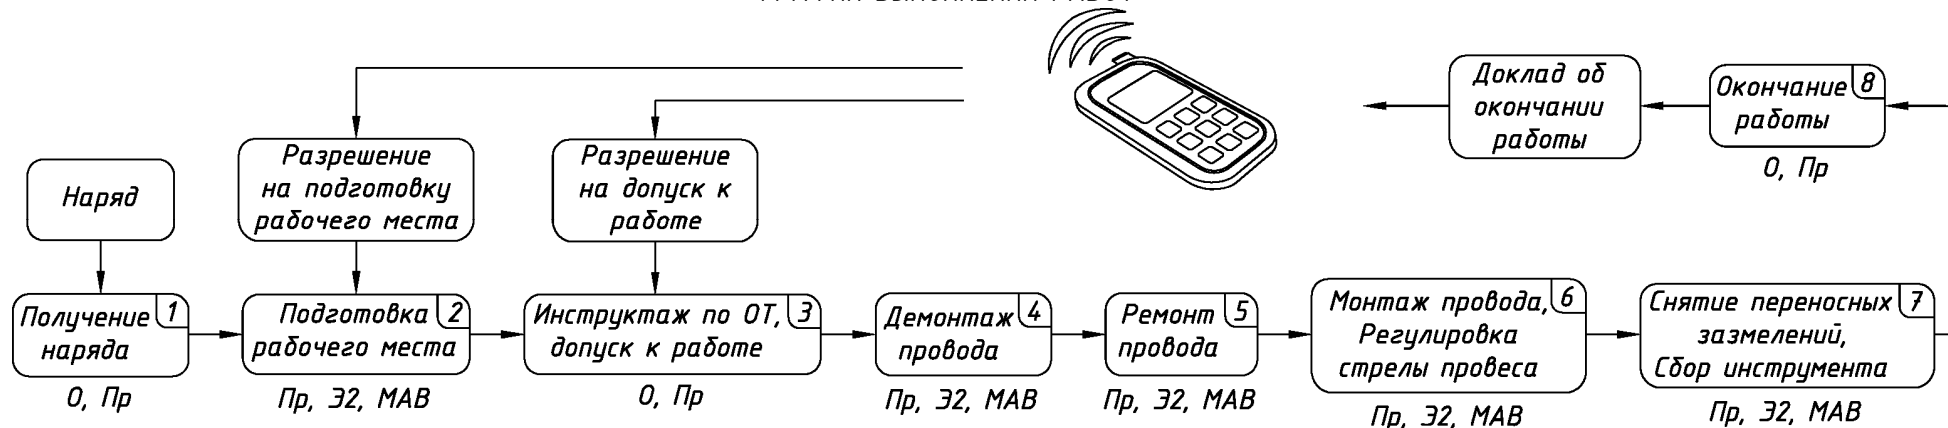 Наряд
Разрешение
на подготовку
рабочего места
Разрешение
на допуск к
работе
Доклад об
окончании
работы
Окончание
работы
8
О, Пр
Получение
наряда
1
О, Пр
Подготовка
рабочего места
2
Пр, Э2, МАВ
Инструктаж по ОТ,
допуск к работе
3
О, Пр
Демонтаж
провода
4
Пр, Э2, МАВ
Ремонт
провода
5
Пр, Э2, МАВ
Монтаж провода,
Регулировка
стрелы провеса
6
Пр, Э2, МАВ
Снятие переносных
зазмелений,
Сбор инструмента
7
Пр, Э2, МАВ